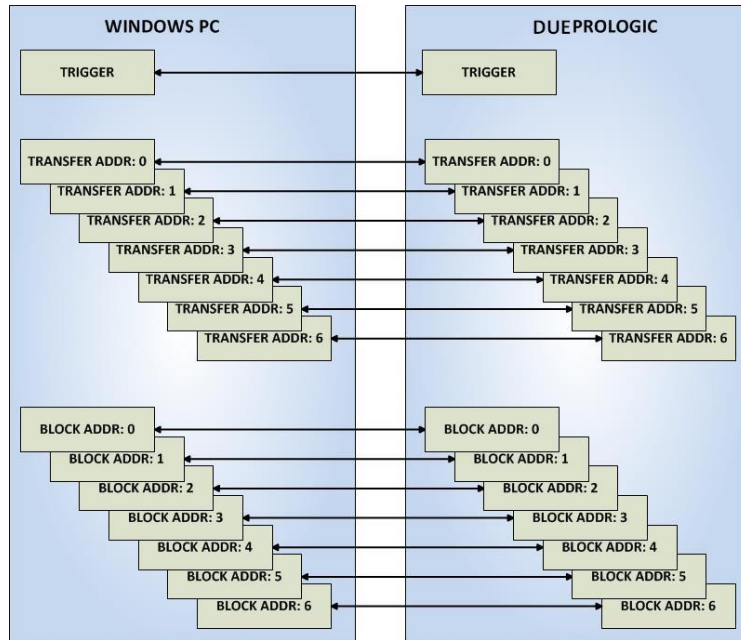 WINDOWS PC
TRIGGER
TRANSFER ADDR: 0
TRANSFER ADDR: 1
TRANSFER ADDR: 2
TRANSFER ADDR: 3
TRANSFER ADDR: 4
TRANSFER ADDR: 5
TRANSFER ADDR: 6
BLOCK ADDR: 0
BLOCK ADDR: 1
BLOCK ADDR: 2
BLOCK ADDR: 3
BLOCK ADDR: 4
BLOCK ADDR: 5
BLOCK ADDR: 6
DUEPROLOGIC
TRIGGER
TRANSFER ADDR: 0
TRANSFER ADDR: 1
TRANSFER ADDR: 2
TRANSFER ADDR: 3
TRANSFER ADDR: 4
TRANSFER ADDR: 5
TRANSFER ADDR: 6
BLOCK ADDR: 0
BLOCK ADDR: 1
BLOCK ADDR: 2
BLOCK ADDR: 3
BLOCK ADDR: 4
BLOCK ADDR: 5
BLOCK ADDR: 6